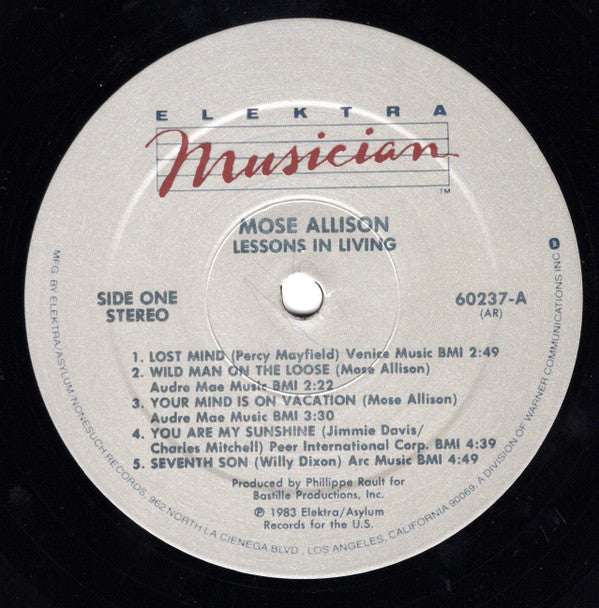 ELEKTRA
Musician
TM
MOSE ALLISON
LESSONS IN LIVING
SIDE ONE
STEREO
60237-A
(AR)
1. LOST MIND (Percy Mayfield) Venice Music BMI 2:49
2. WILD MAN ON THE LOOSE (Mose Allison)
Audre Mae Music BMI 2:22
3. YOUR MIND IS ON VACATION (Mose Allison)
Audre Mae Music BMI 3:30
4. YOU ARE MY SUNSHINE (Jimmie Davis/
Charles Mitchell) Peer International Corp. BMI 4:39
5. SEVENTH SON (Willy Dixon) Arc Music BMI 4:49
Produced by Phillippe Rault for
Bastille Productions, Inc.
℗ 1983 Elektra/Asylum
Records for the U.S.
MFG. BY ELEKTRA/ASYLUM/NONESUCH RECORDS, 962 NORTH LA CIENEGA BLVD., LOS ANGELES, CALIFORNIA 90069, A DIVISION OF WARNER COMMUNICATIONS INC